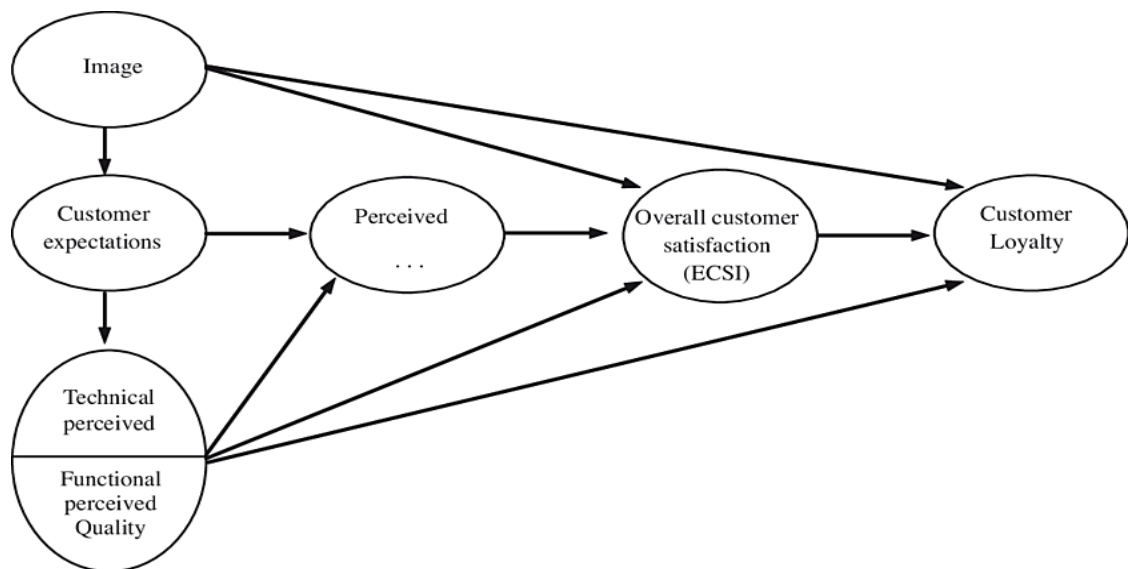 Image
Customer
expectations
Perceived
. . .
Overall customer
satisfaction
(ECSI)
Customer
Loyalty
Technical
perceived
Functional
perceived
Quality